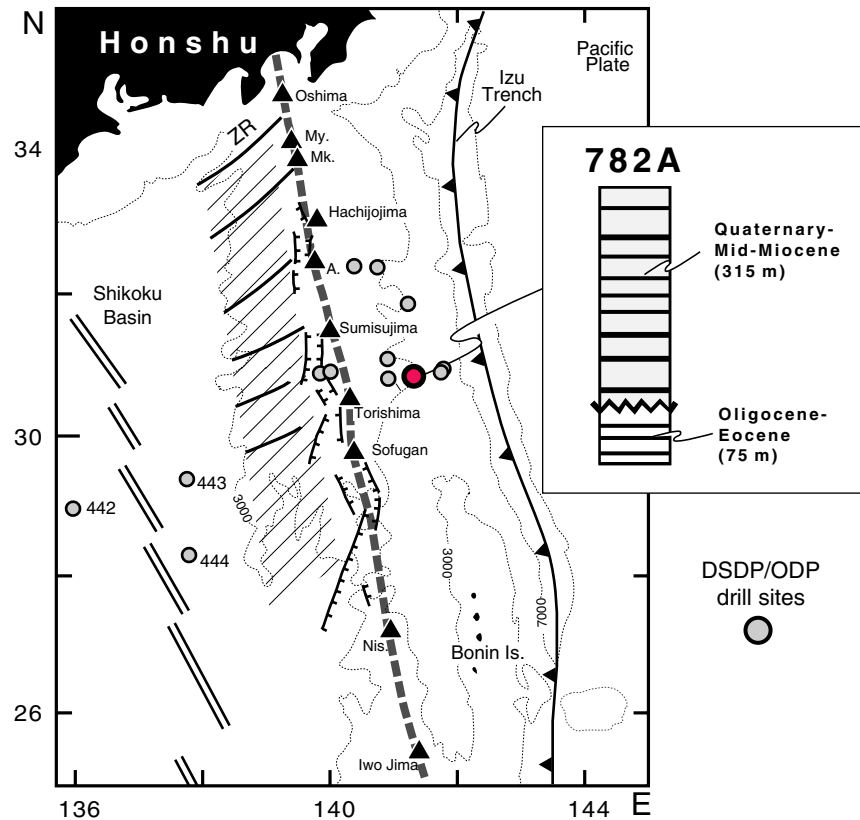 N
Honshu
Pacific
Plate
Izu
Trench
Oshima
ZR
My.
Mk.
34
782A
Hachijojima
Quaternary-
Mid-Miocene
(315 m)
A.
Shikoku
Basin
Sumisujima
Torishima
Oligocene-
Eocene
(75 m)
30
Sofugan
443
3000
442
444
3000
7000
DSDP/ODP
drill sites
Nis.
Bonin Is.
26
Iwo Jima
136
140
144
E